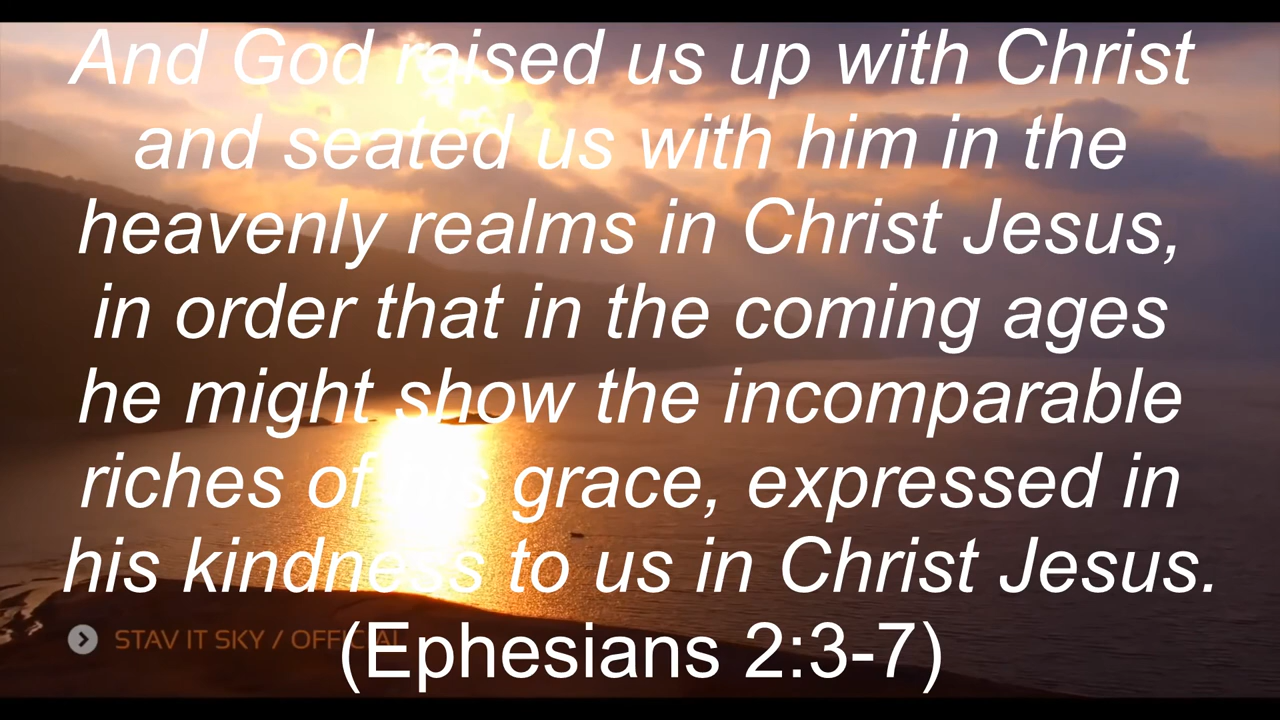 And God raised us up with Christ
and seated us with him in the
heavenly realms in Christ Jesus,
in order that in the coming ages
he might show the incomparable
riches of his grace, expressed in
his kindness to us in Christ Jesus.
(Ephesians 2:3-7)
STAV IT SKY / OFFICIAL